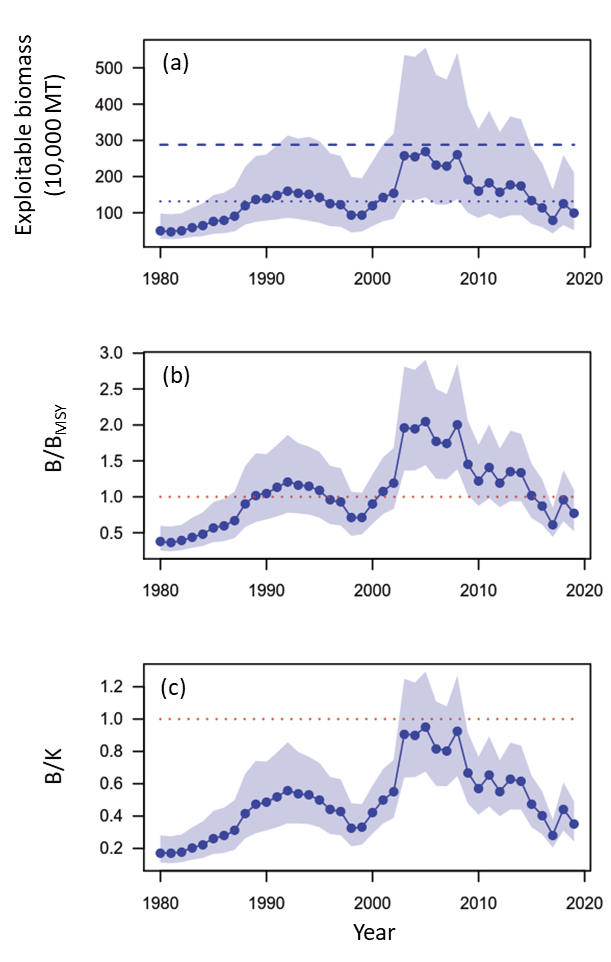 Exploitable biomass
(10,000 MT)
(a)
500
400
300
200
100
1980 1990 2000 2010 2020
B/BMSY
(b)
3.0
2.5
2.0
1.5
1.0
0.5
1980 1990 2000 2010 2020
B/K
(c)
1.2
1.0
0.8
0.6
0.4
0.2
1980 1990 2000 2010 2020
Year